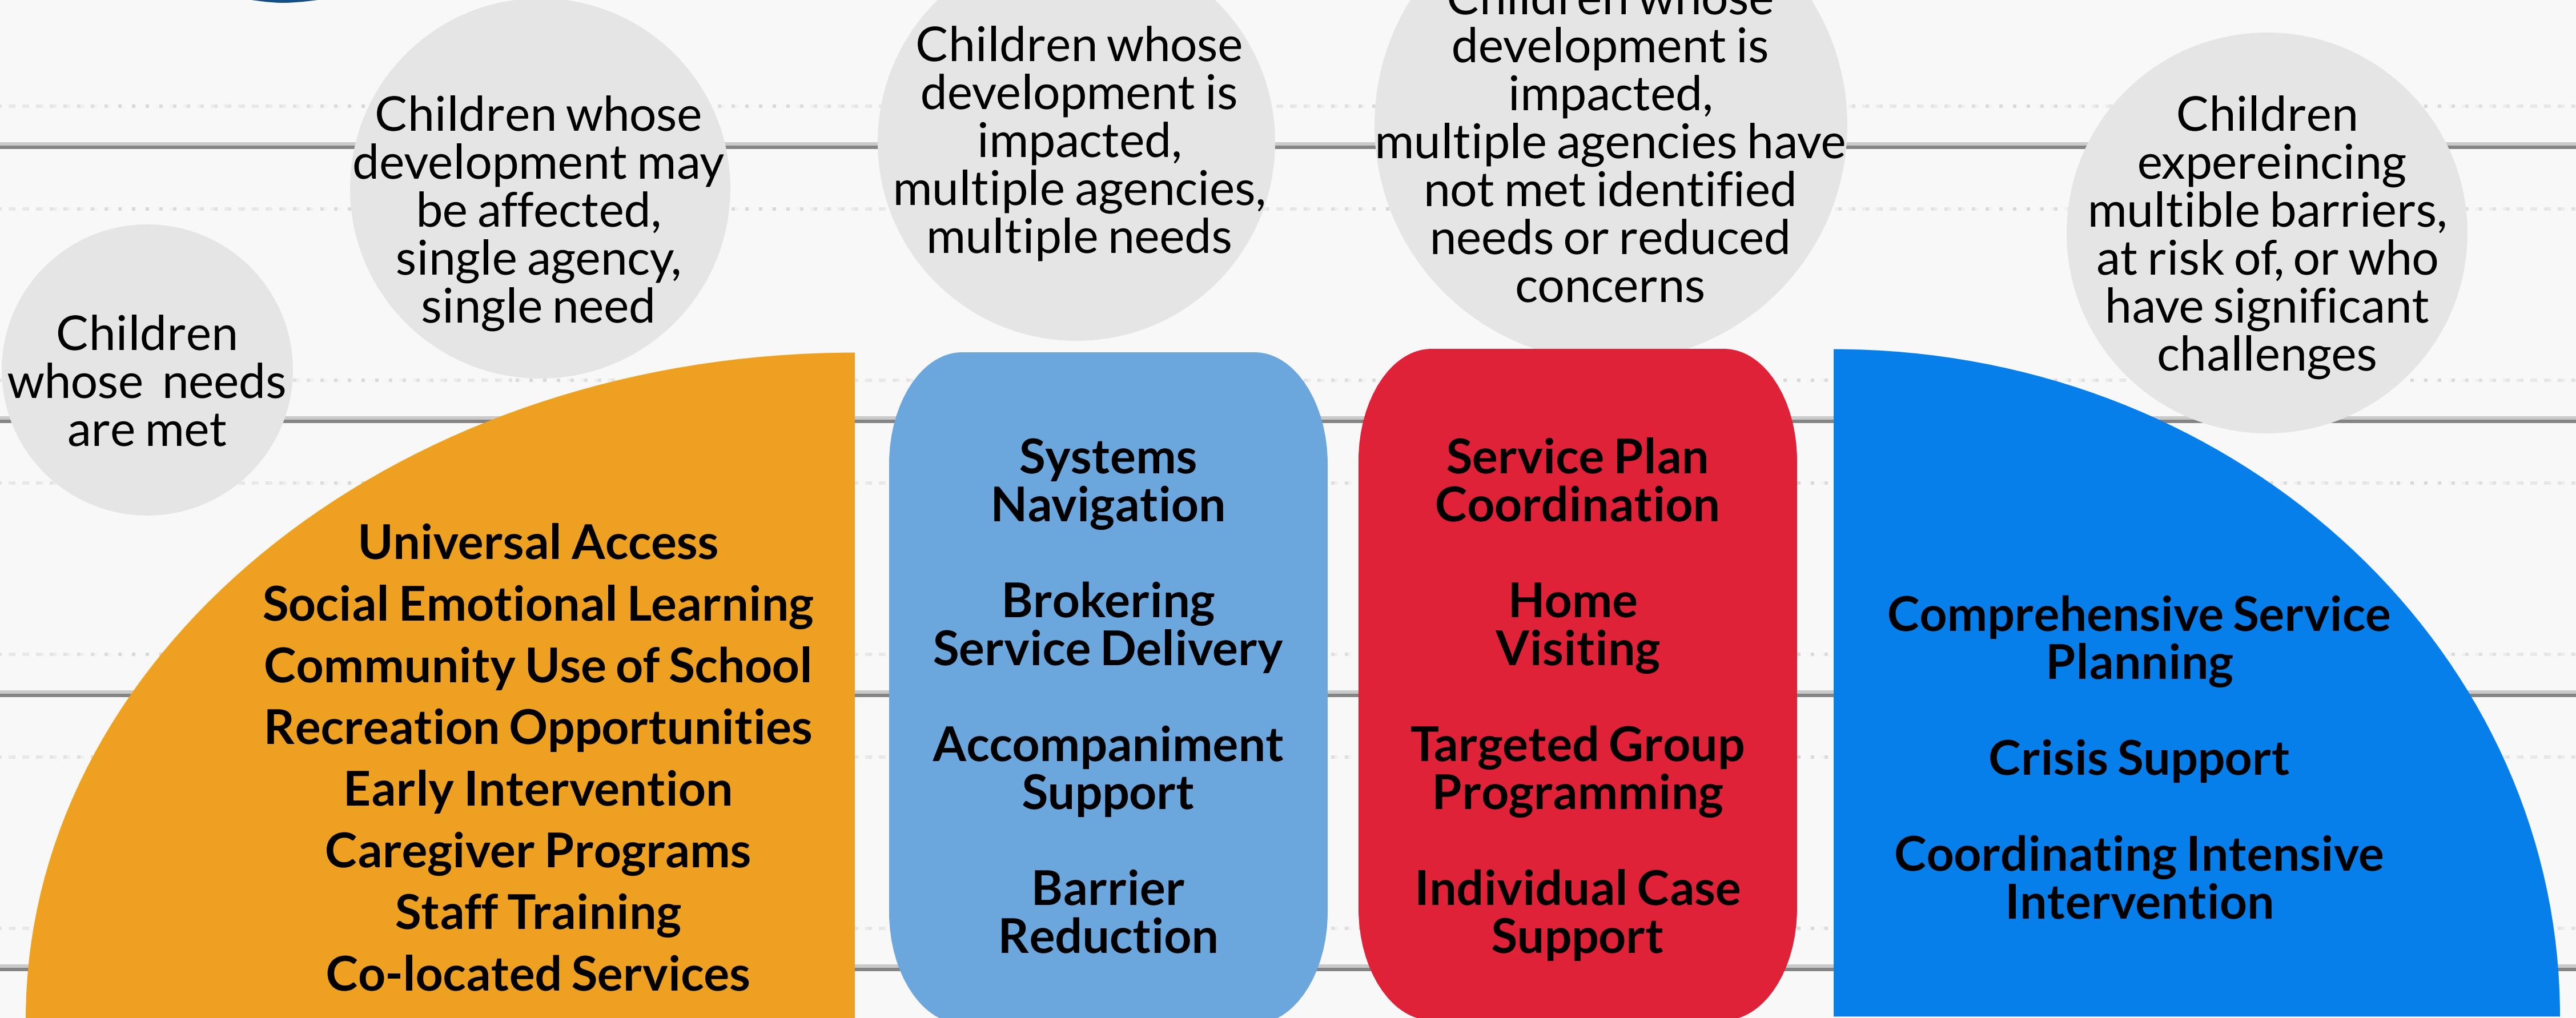 Children
whose needs
are met
Children whose
development may
be affected,
single agency,
single need
Children whose
development is
impacted,
multiple agencies,
multiple needs
Children whose
development is
impacted,
multiple agencies have
not met identified
needs or reduced
concerns
Children
expereincing
multible barriers,
at risk of, or who
have significant
challenges
Universal Access
Social Emotional Learning
Community Use of School
Recreation Opportunities
Early Intervention
Caregiver Programs
Staff Training
Co-located Services
Systems
Navigation
Brokering
Service Delivery
Accompaniment
Support
Barrier
Reduction
Service Plan
Coordination
Home
Visiting
Targeted Group
Programming
Individual Case
Support
Comprehensive Service
Planning
Crisis Support
Coordinating Intensive
Intervention